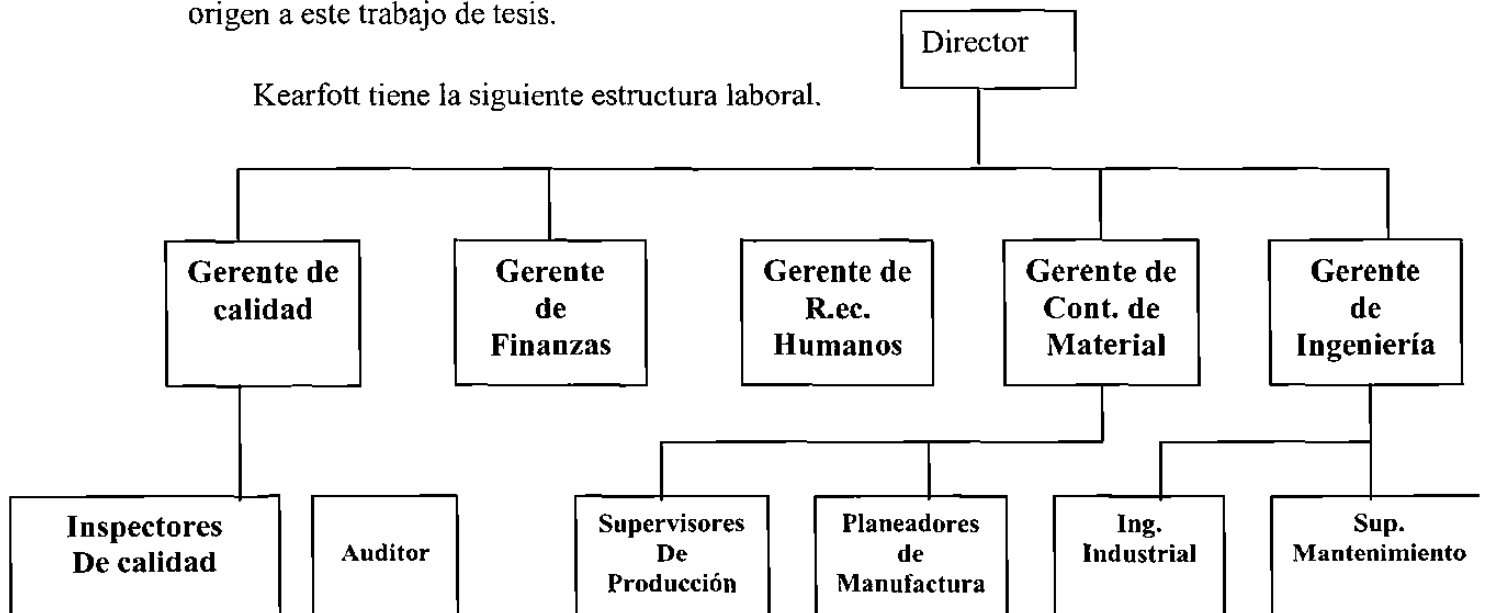 origen a este trabajo de tesis.
Director
Kearfott tiene la siguiente estructura laboral.
Gerente de
calidad
Gerente
de
Finanzas
Gerente de
R.ec.
Humanos
Gerente de
Cont. de
Material
Gerente
de
Ingeniería
Inspectores
De calidad
Auditor
Supervisores
De
Producción
Planeadores
de
Manufactura
Ing.
Industrial
Sup.
Mantenimiento